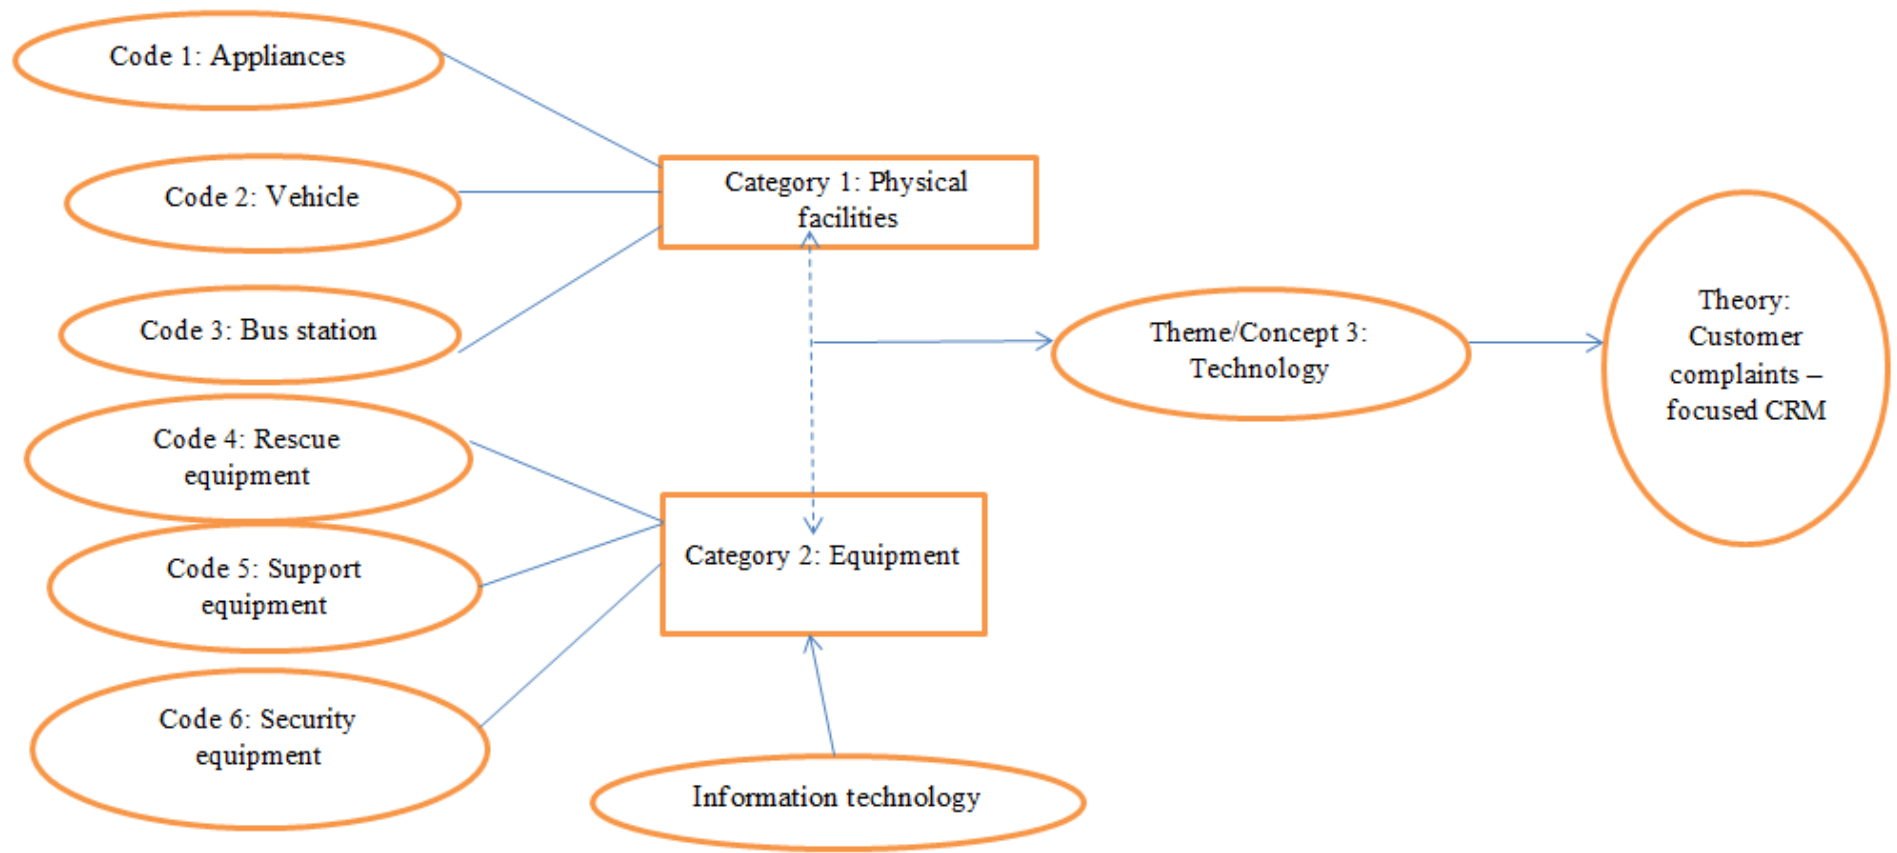 Code 1: Appliances
Code 2: Vehicle
Code 3: Bus station
Code 4: Rescue
equipment
Code 5: Support
equipment
Code 6: Security
equipment
Category 1: Physical
facilities
Category 2: Equipment
Information technology
Theme/Concept 3:
Technology
Theory:
Customer
complaints –
focused CRM